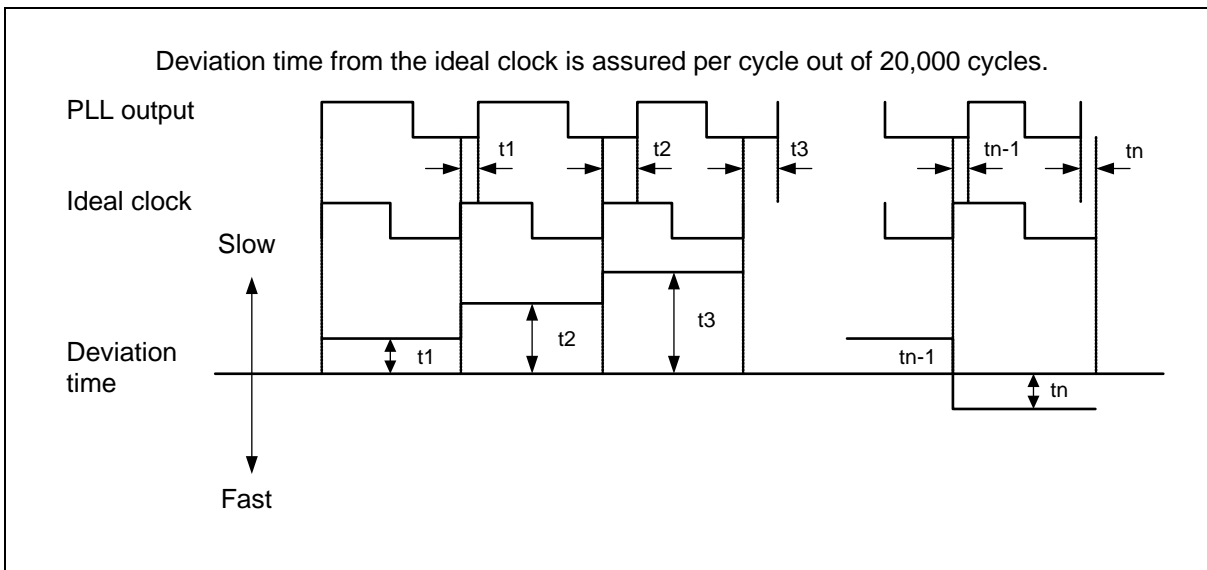 Deviation time from the ideal clock is assured per cycle out of 20,000 cycles.
PLL output
t1
t2
t3
tn-1
tn
Ideal clock
Slow
t1
t2
t3
tn-1
tn
Deviation
time
Fast